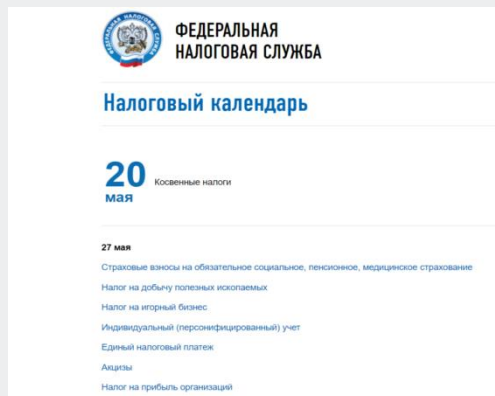 ФЕДЕРАЛЬНАЯ
НАЛОГОВАЯ СЛУЖБА
Налоговый календарь
20
мая
Косвенные налоги
27 мая
Страховые взносы на обязательное социальное, пенсионное, медицинское страхование
Налог на добычу полезных ископаемых
Налог на игорный бизнес
Индивидуальный (персонифицированный) учет
Единый налоговый платеж
Акцизы
Налог на прибыль организаций